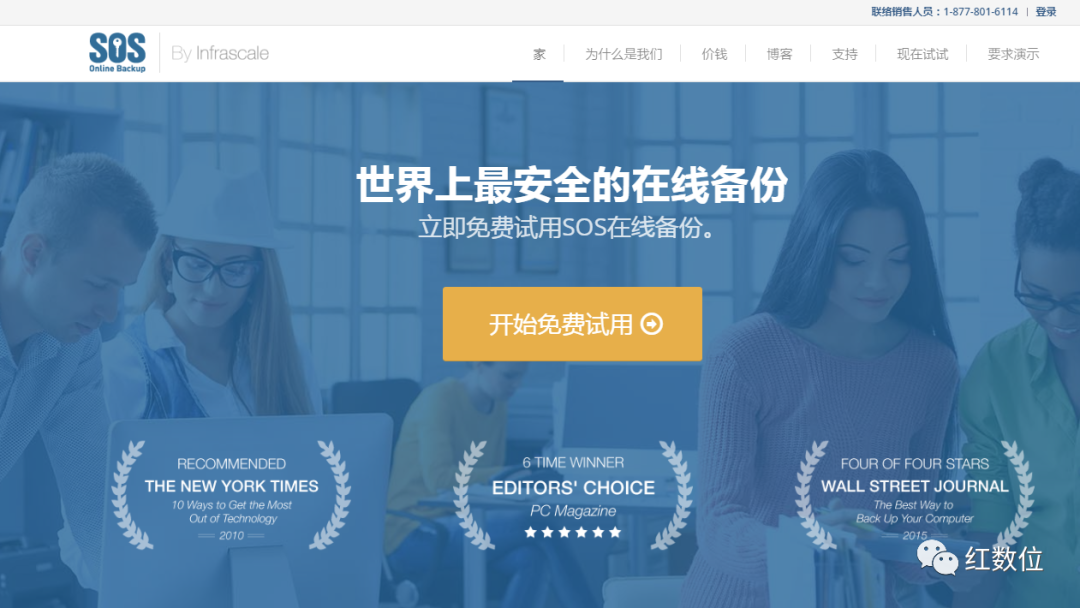 联络销售人员：1-877-801-6114 | 登录
SOS
Online Backup
By Infrascale
家
为什么是我们
价钱
博客
支持
现在试试
要求演示
世界上最安全的在线备份
立即免费试用SOS在线备份。
开始免费试用
RECOMMENDED
THE NEW YORK TIMES
10 Ways to Get the Most
Out of Technology
2010
6 TIME WINNER
EDITORS' CHOICE
PC Magazine
FOUR OF FOUR STARS
WALL STREET JOURNAL
The Best Way to
Back Up Your Computer
2015
红数位